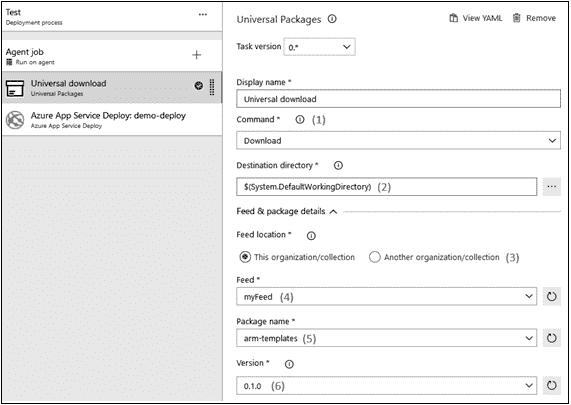 Test
Deployment process
Agent job
Run on agent
Universal download
Universal Packages
Azure App Service Deploy: demo-deploy
Azure App Service Deploy
Universal Packages
View YAML
Remove
Task version 0.*
Display name *
Universal download
Command * (1)
Download
Destination directory *
$(System.DefaultWorkingDirectory) (2)
Feed & package details
Feed location *
This organization/collection Another organization/collection (3)
Feed *
myFeed (4)
Package name *
arm-templates (5)
Version *
0.1.0 (6)